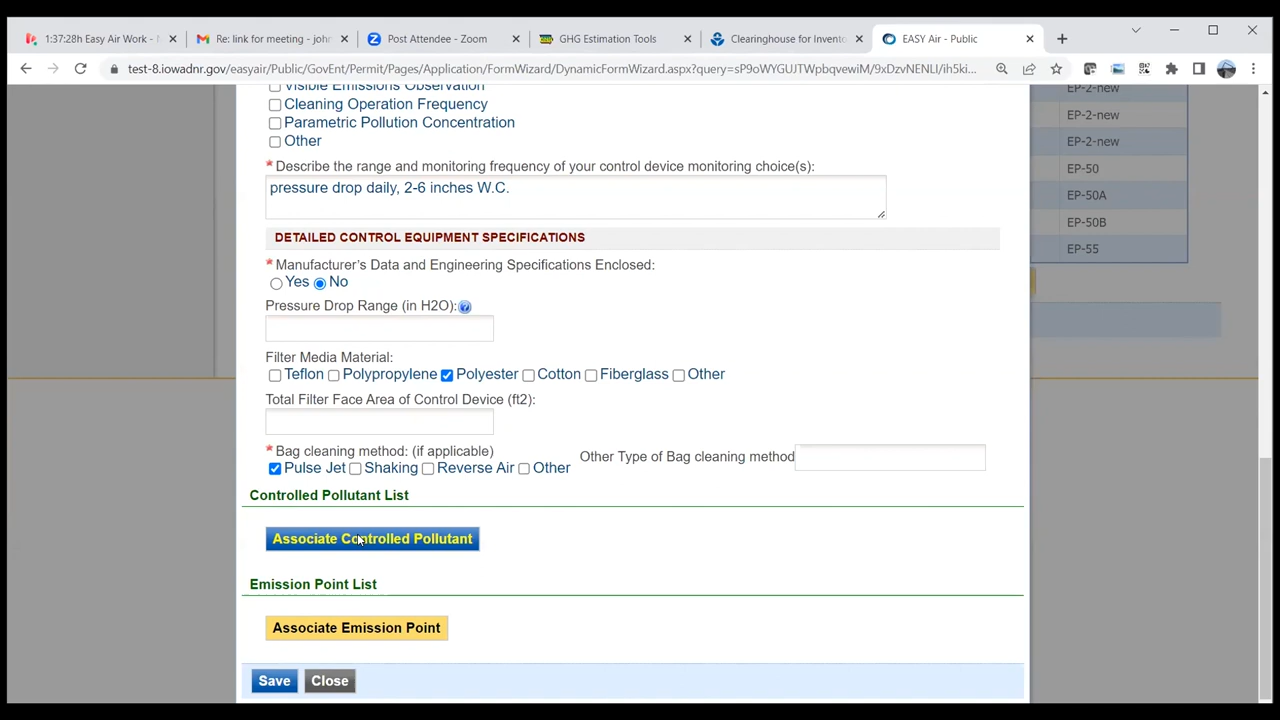 1:37:28h Easy Air Work -
Re: link for meeting - john
Post Attendee - Zoom
GHG Estimation Tools
Clearinghouse for Invento
EASY Air - Public
test-8.iowadnr.gov/easyair/Public/GovEnt/Permit/Pages/Application/FormWizard/DynamicFormWizard.aspx?query=sP9oWYGUJTWpbqvewiM/9xDzvNENLI/ih5ki...
Visible Emissions Observation
EP-2-new
Cleaning Operation Frequency
EP-2-new
Parametric Pollution Concentration
Other
EP-2-new
* Describe the range and monitoring frequency of your control device monitoring choice(s):
EP-50
pressure drop daily, 2-6 inches W.C.
EP-50A
EP-50B
DETAILED CONTROL EQUIPMENT SPECIFICATIONS
EP-55
* Manufacturer's Data and Engineering Specifications Enclosed:
Yes No
Pressure Drop Range (in H2O):
Filter Media Material:
Teflon Polypropylene Polyester Cotton Fiberglass Other
Total Filter Face Area of Control Device (ft2):
* Bag cleaning method: (if applicable)
Other Type of Bag cleaning method
Pulse Jet Shaking Reverse Air Other
Controlled Pollutant List
Associate Controlled Pollutant
Emission Point List
Associate Emission Point
Save Close